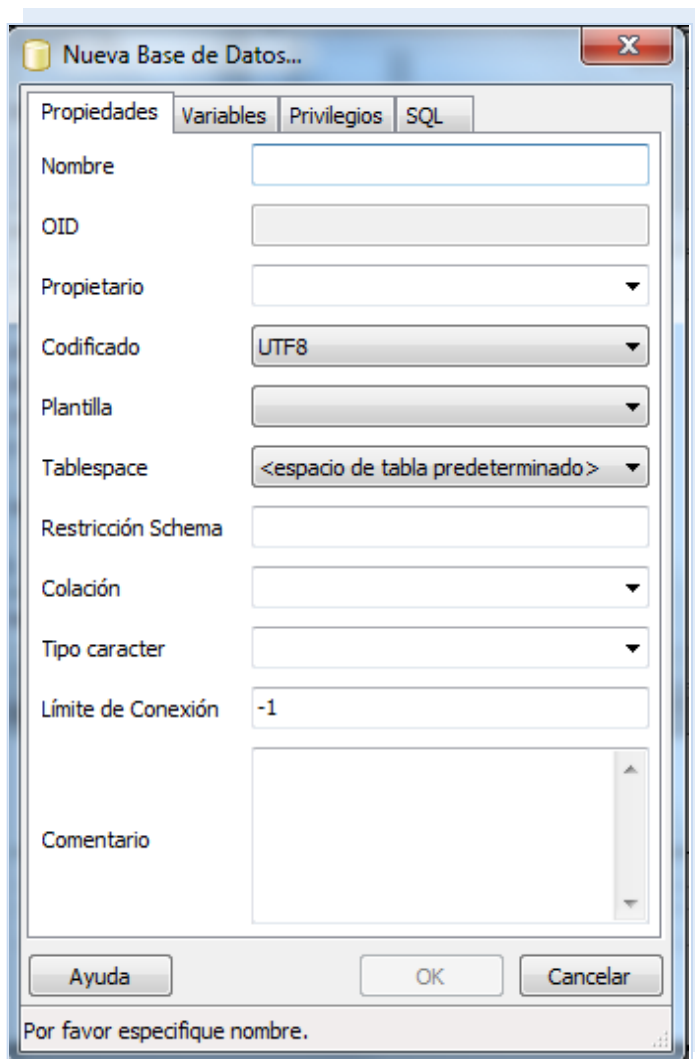 Nueva Base de Datos...
Propiedades Variables Privilegios SQL
Nombre
OID
Propietario
Codificado UTF8
Plantilla
Tablespace <espacio de tabla predeterminado>
Restricción Schema
Colación
Tipo caracter
Límite de Conexión -1
Comentario
Ayuda OK Cancelar
Por favor especifique nombre.